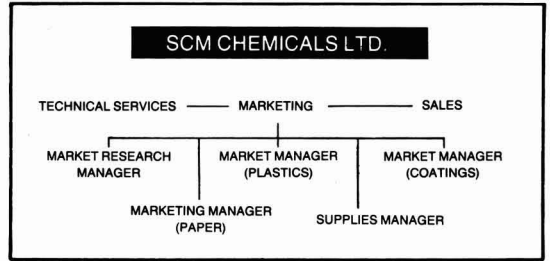 SCM CHEMICALS LTD.
TECHNICAL SERVICES MARKETING SALES
MARKET RESEARCH MANAGER
MARKET MANAGER (PLASTICS)
MARKET MANAGER (COATINGS)
MARKETING MANAGER (PAPER)
SUPPLIES MANAGER